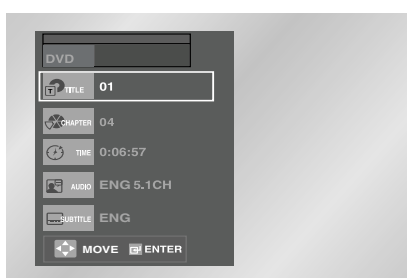 DVD
T TITLE 01
CHAPTER 04
TIME 0:06:57
AUDIO ENG 5.1CH
SUBTITLE ENG
MOVE ENTER